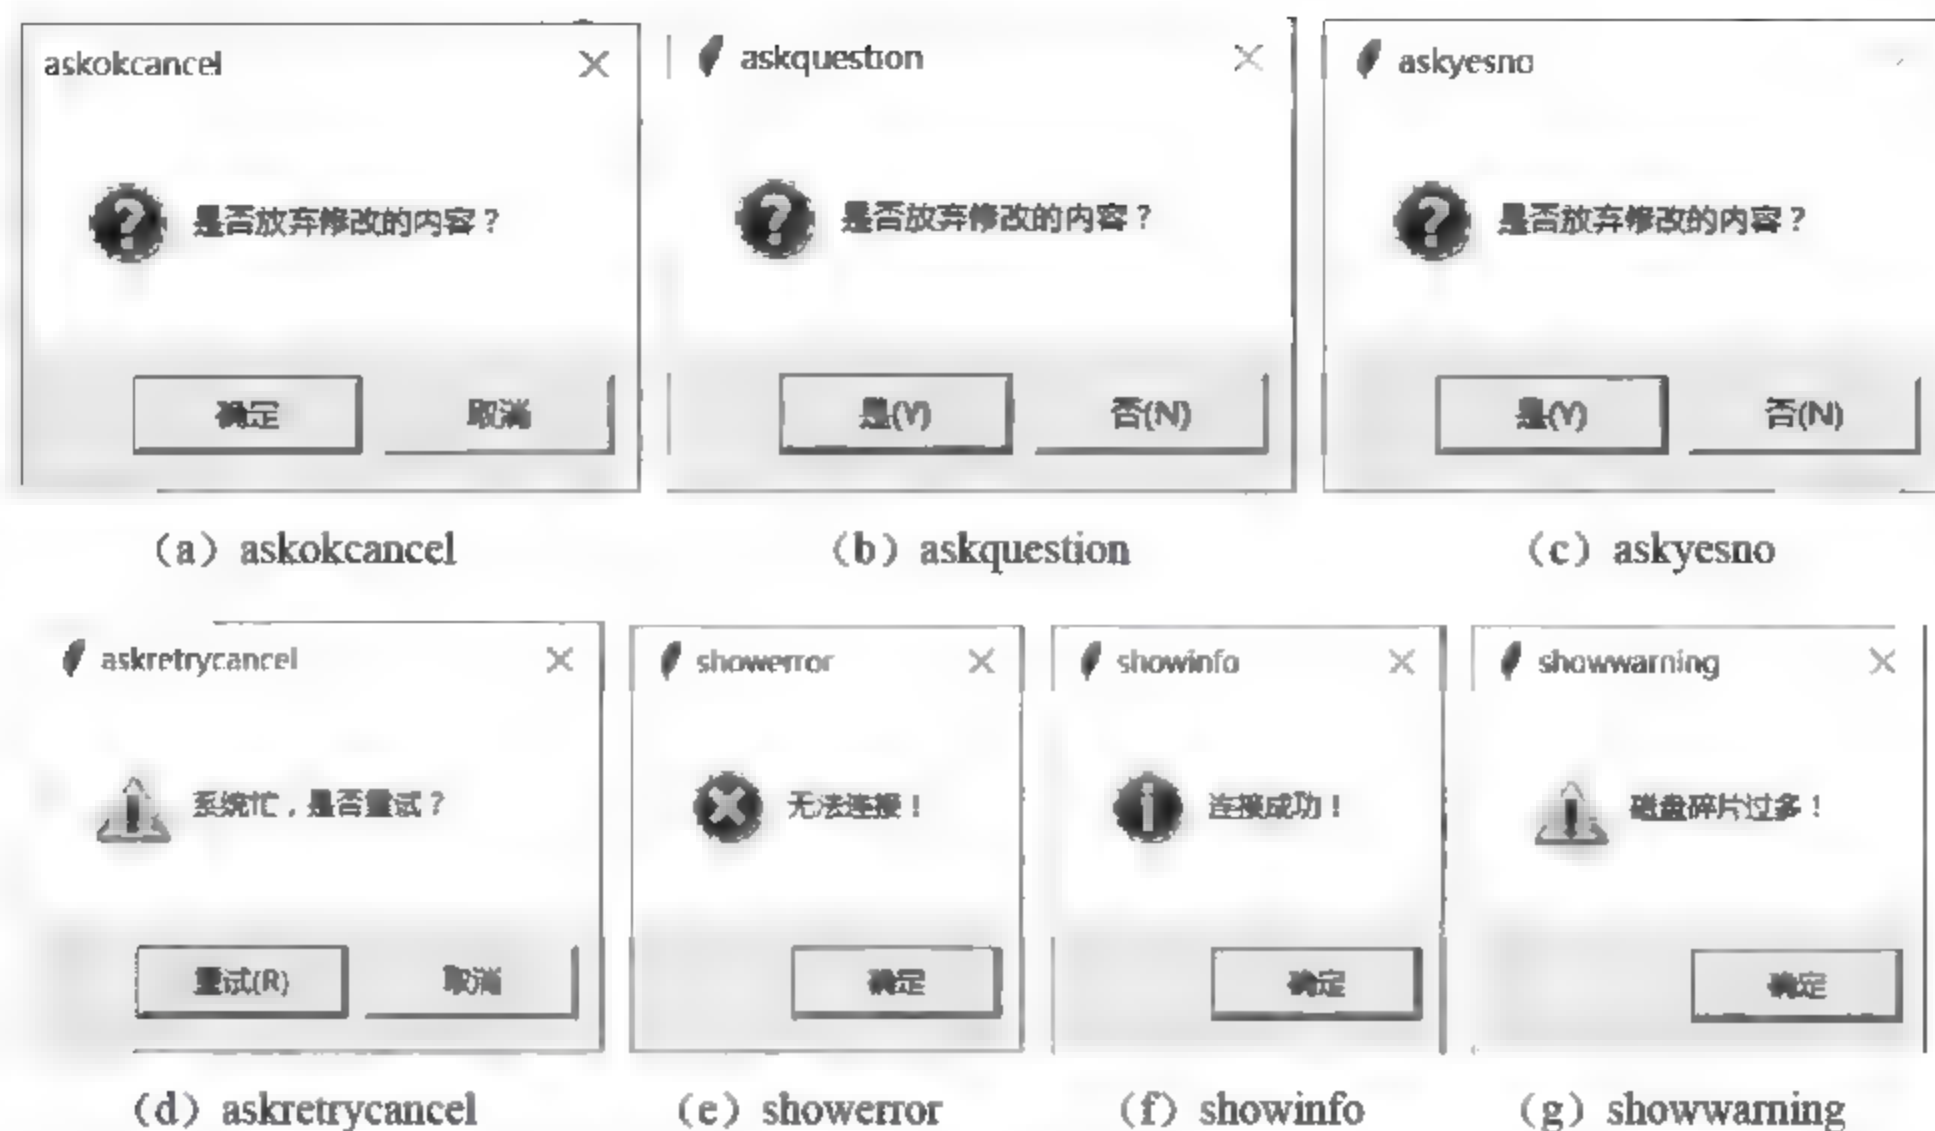 askokcancel
askquestion
askyesno
是否放弃修改的内容？
是否放弃修改的内容？
是否放弃修改的内容？
确定
取消
是(Y)
否(N)
是(Y)
否(N)
（a）askokcancel
（b）askquestion
（c）askyesno
askretrycancel
showerror
showinfo
showwarning
系统忙，是否重试？
无法连接！
连接成功！
磁盘碎片过多！
重试(R)
取消
确定
确定
确定
（d）askretrycancel
（e）showerror
（f）showinfo
（g）showwarning